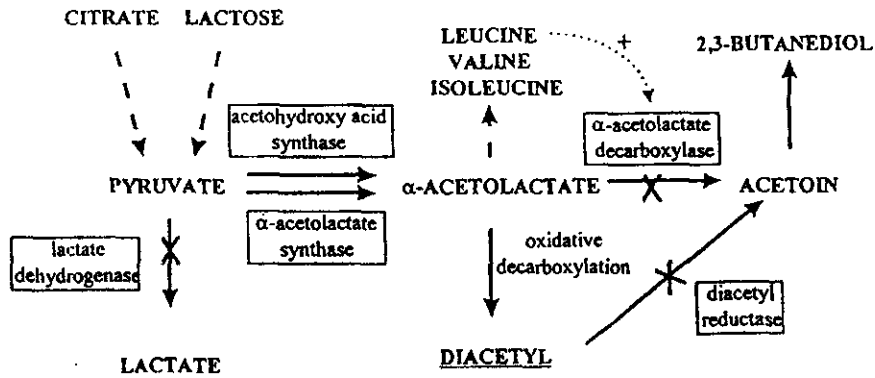 CITRATE LACTOSE
LEUCINE
VALINE
ISOLEUCINE
+
2,3-BUTANEDIOL
acetohydroxy acid
synthase
α-acetolactate
decarboxylase
PYRUVATE
α-ACETOLACTATE
ACETOIN
lactate
dehydrogenase
α-acetolactate
synthase
oxidative
decarboxylation
diacetyl
reductase
LACTATE
DIACETYL